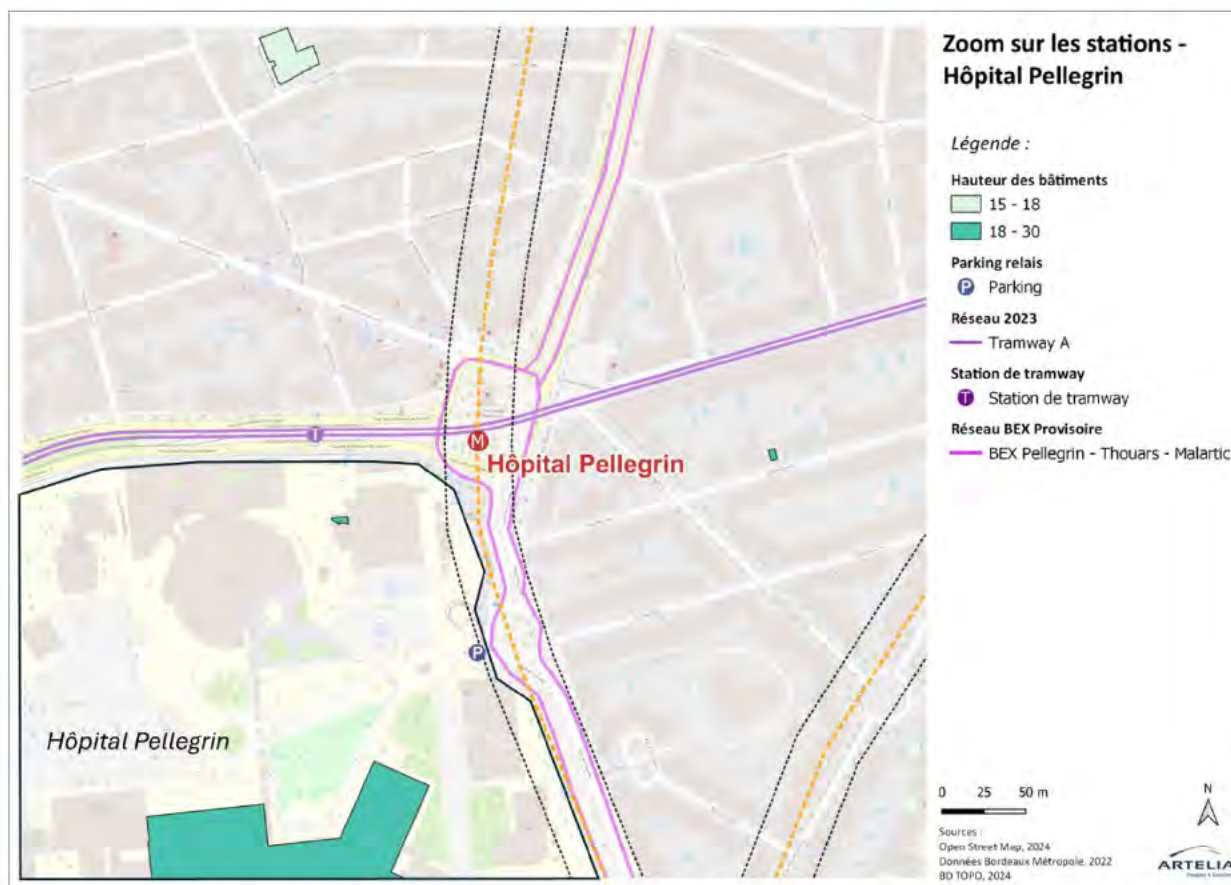 Zoom sur les stations -
Hôpital Pellegrin
Légende :
Hauteur des bâtiments
15 - 18
18 - 30
Parking relais
P Parking
Réseau 2023
Tramway A
Station de tramway
T Station de tramway
Réseau BEX Provisoire
BEX Pellegrin - Thouars - Malartic
T
M
Hôpital Pellegrin
P
Hôpital Pellegrin
0 25 50 m
N
Sources :
Open Street Map, 2024
Données Bordeaux Métropole, 2022
BD TOPO, 2024
ARTELIA